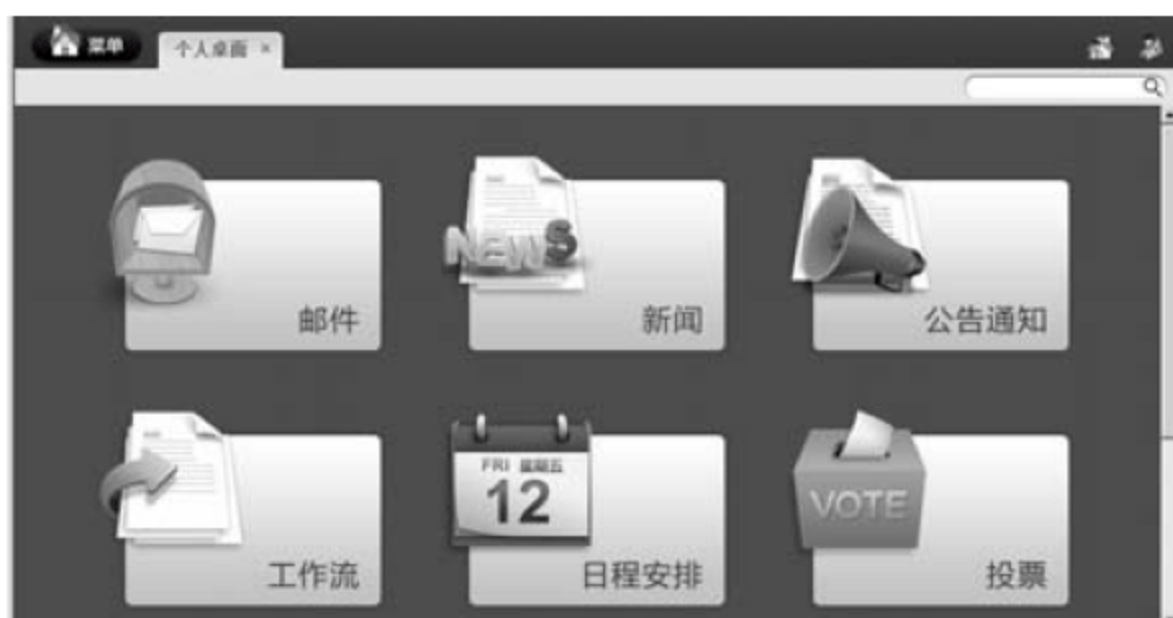 菜单
个人桌面 ×
邮件
NEWS
新闻
公告通知
工作流
FRI 星期五
12
日程安排
VOTE
投票